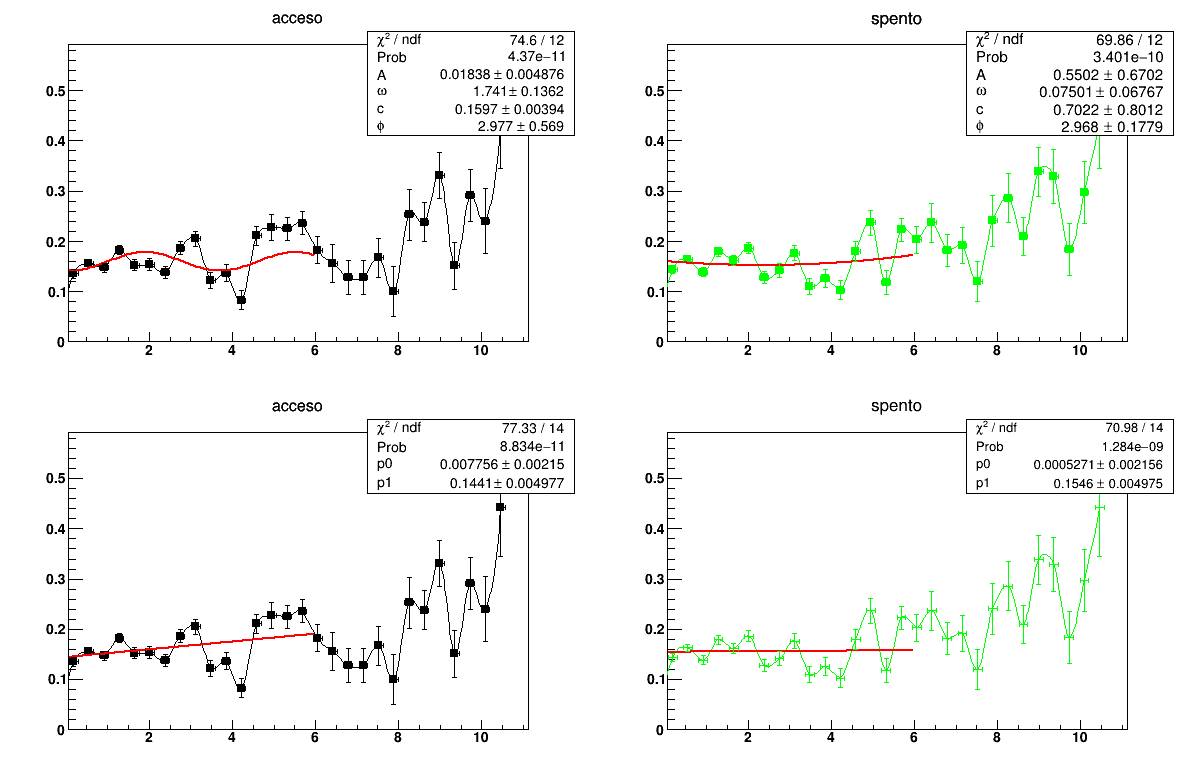 acceso
χ² / ndf 74.6 / 12
Prob 4.37e−11
A 0.01838 ± 0.004876
ω 1.741 ± 0.1362
c 0.1597 ± 0.00394
ϕ 2.977 ± 0.569
0.5
0.4
0.3
0.2
0.1
0
2 4 6 8 10
spento
χ² / ndf 69.86 / 12
Prob 3.401e−10
A 0.5502 ± 0.6702
ω 0.07501 ± 0.06767
c 0.7022 ± 0.8012
ϕ 2.968 ± 0.1779
0.5
0.4
0.3
0.2
0.1
0
2 4 6 8 10
acceso
χ² / ndf 77.33 / 14
Prob 8.834e−11
p0 0.007756 ± 0.00215
p1 0.1441 ± 0.004977
0.5
0.4
0.3
0.2
0.1
0
2 4 6 8 10
spento
χ² / ndf 70.98 / 14
Prob 1.284e−09
p0 0.0005271 ± 0.002156
p1 0.1546 ± 0.004975
0.5
0.4
0.3
0.2
0.1
0
2 4 6 8 10